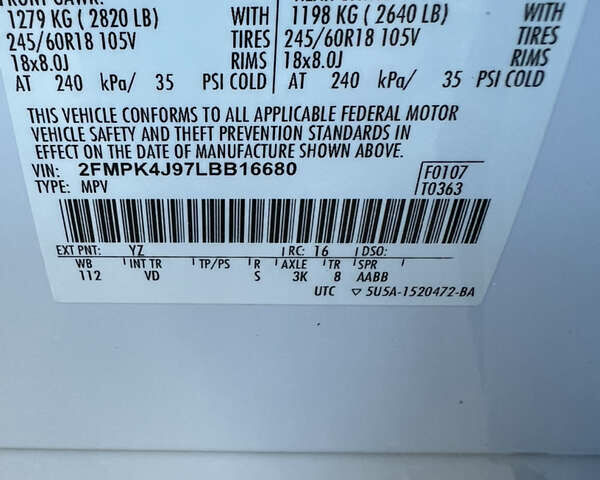 1279 KG ( 2820 LB) WITH 1198 KG ( 2640 LB) WITH
245/60R18 105V TIRES 245/60R18 105V TIRES
18x8.0J RIMS 18x8.0J RIMS
AT 240 kPa/ 35 PSI COLD AT 240 kPa/ 35 PSI COLD
THIS VEHICLE CONFORMS TO ALL APPLICABLE FEDERAL MOTOR
VEHICLE SAFETY AND THEFT PREVENTION STANDARDS IN
EFFECT ON THE DATE OF MANUFACTURE SHOWN ABOVE.
VIN: 2FMPK4J97LBB16680 F0107
TYPE: MPV T0363
EXT PNT: YZ RC: 16 DSO:
WB INT TR TP/PS R AXLE TR SPR
112 VD S 3K 8 AABB
UTC ▽ 5U5A-1520472-BA